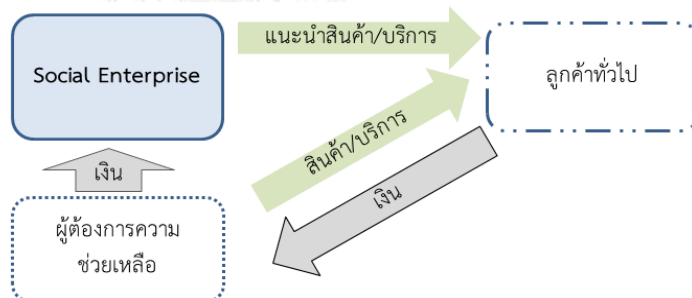 แนะนำสินค้า/บริการ
Social Enterprise
ลูกค้าทั่วไป
สินค้า/บริการ
เงิน
เงิน
ผู้ต้องการความ
ช่วยเหลือ